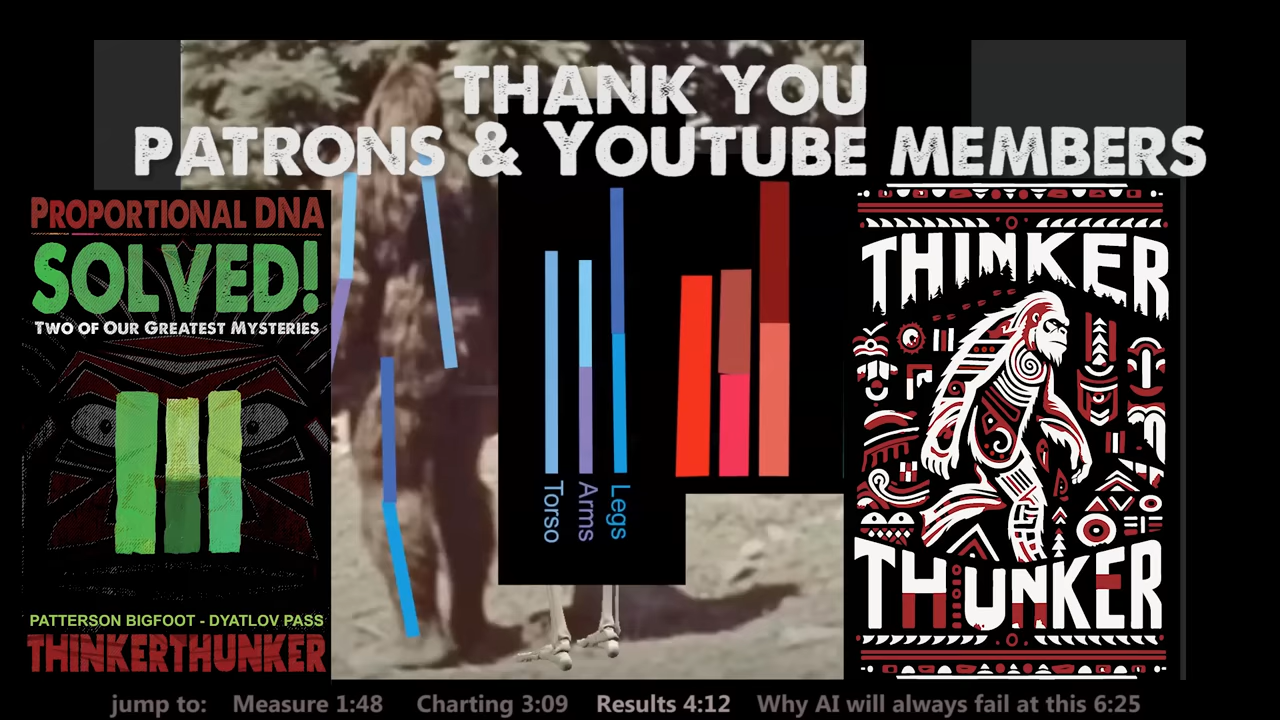 THANK YOU
PATRONS & YOUTUBE MEMBERS
PROPORTIONAL DNA
SOLVED!
TWO OF OUR GREATEST MYSTERIES
PATTERSON BIGFOOT - DYATLOV PASS
THINKERTHUNKER
Torso
Arms
Legs
THINKER
THUNKER
jump to: Measure 1:48 Charting 3:09 Results 4:12 Why AI will always fail at this 6:25